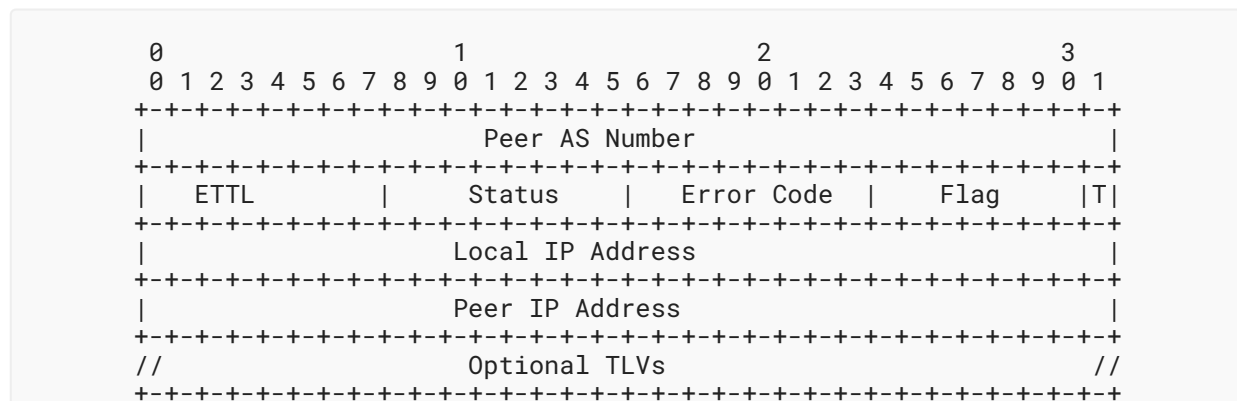 0                   1                   2                   3
 0 1 2 3 4 5 6 7 8 9 0 1 2 3 4 5 6 7 8 9 0 1 2 3 4 5 6 7 8 9 0 1
+-+-+-+-+-+-+-+-+-+-+-+-+-+-+-+-+-+-+-+-+-+-+-+-+-+-+-+-+-+-+-+-+
|                      Peer AS Number                           |
+-+-+-+-+-+-+-+-+-+-+-+-+-+-+-+-+-+-+-+-+-+-+-+-+-+-+-+-+-+-+-+-+
|   ETTL        |     Status    |   Error Code  |    Flag     |T|
+-+-+-+-+-+-+-+-+-+-+-+-+-+-+-+-+-+-+-+-+-+-+-+-+-+-+-+-+-+-+-+-+
|                    Local IP Address                           |
+-+-+-+-+-+-+-+-+-+-+-+-+-+-+-+-+-+-+-+-+-+-+-+-+-+-+-+-+-+-+-+-+
|                    Peer IP Address                            |
+-+-+-+-+-+-+-+-+-+-+-+-+-+-+-+-+-+-+-+-+-+-+-+-+-+-+-+-+-+-+-+-+
//                    Optional TLVs                            //
+-+-+-+-+-+-+-+-+-+-+-+-+-+-+-+-+-+-+-+-+-+-+-+-+-+-+-+-+-+-+-+-+